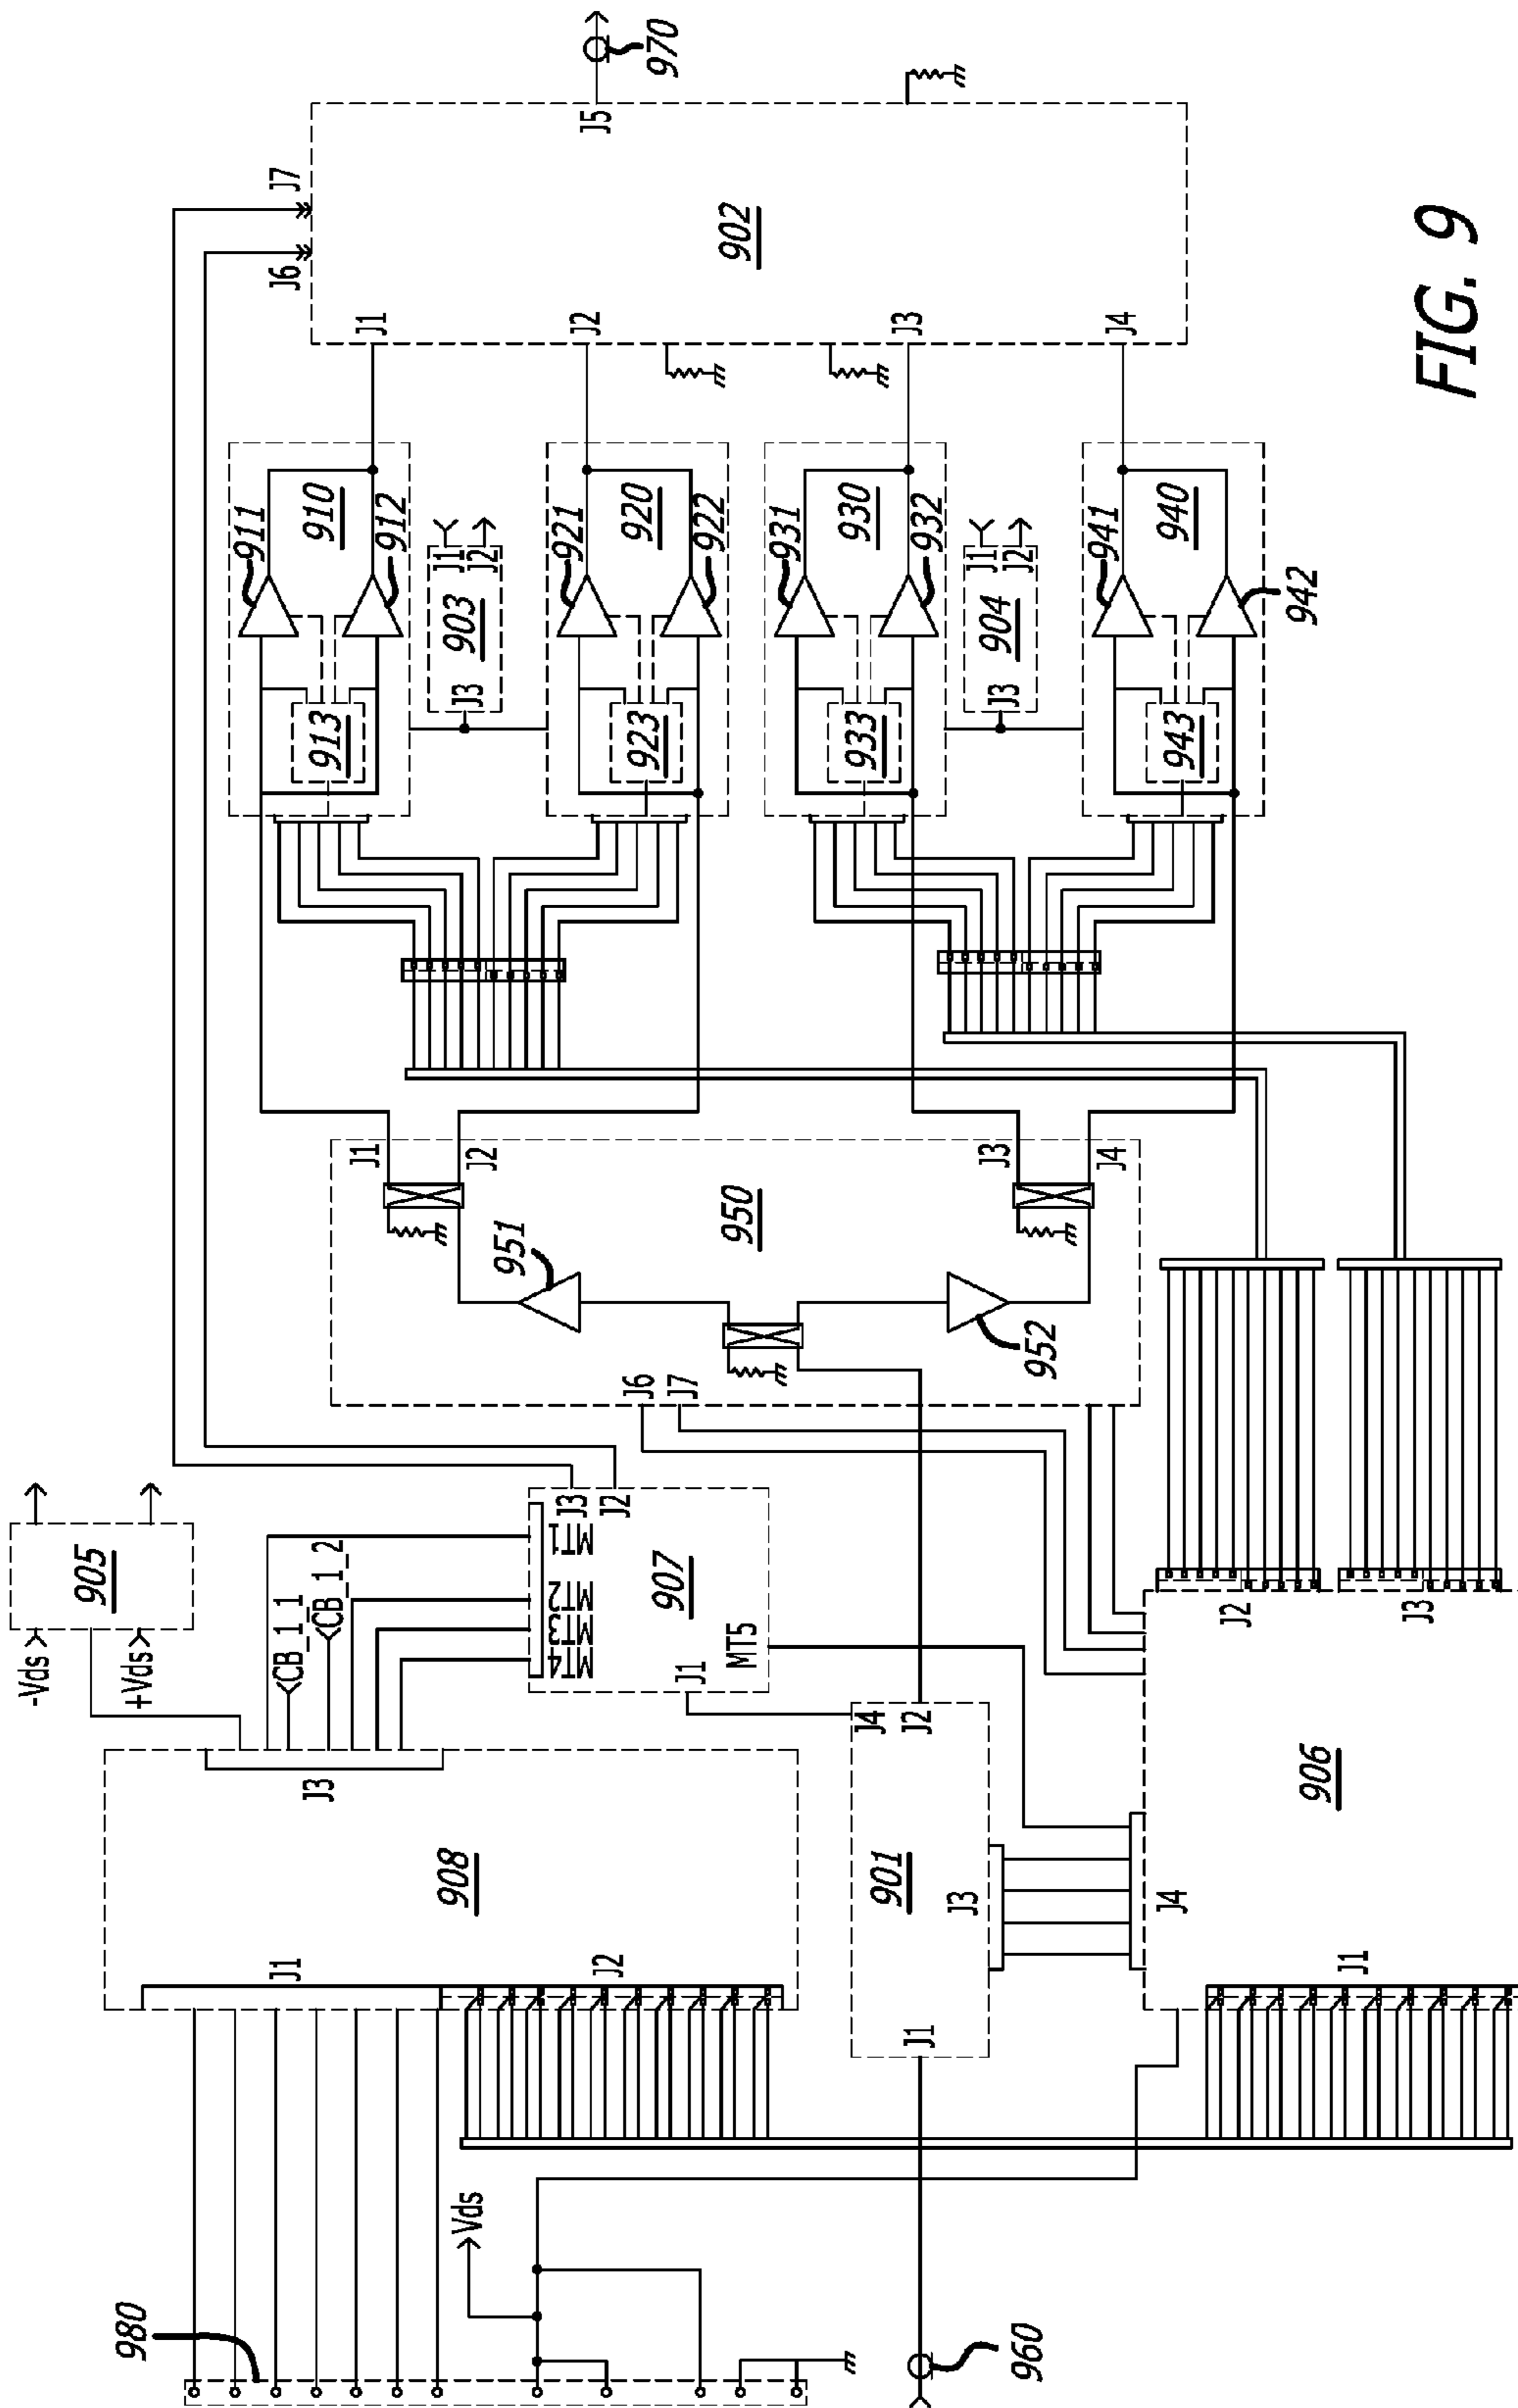 980
960
-Vds
+Vds
905
Vds
J1
J2
908
J3
CB_1_1
CB_1_2
MT1
MT2
MT3
MT4
J3
J2
907
J1
MT5
J1
901
J4
J2
J3
J4
906
J1
J2
J3
J6
J7
951
952
950
J1
J2
J3
J4
911
910
912
913
J1
J2
903
J3
921
920
922
923
931
930
932
933
J1
J2
904
J3
941
940
942
943
J6
J7
J1
J2
J3
J4
902
J5
970
FIG. 9